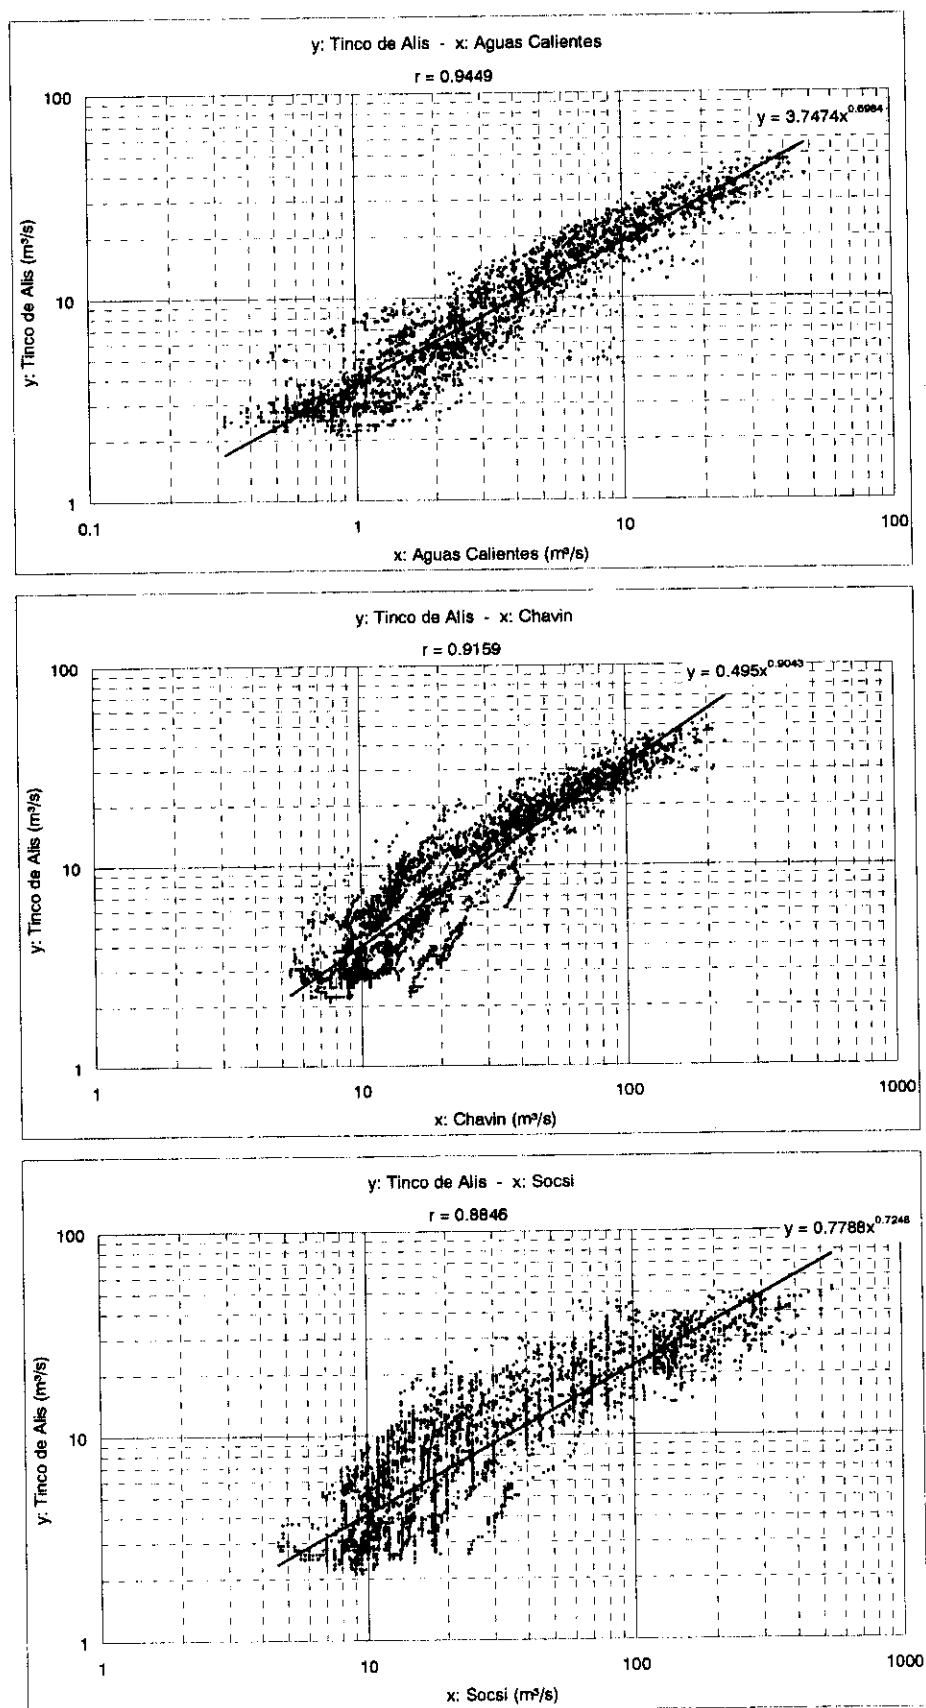 y: Tinco de Alis - x: Aguas Calientes
r = 0.9449
y = 3.7474x^0.6984
y: Tinco de Alis (m³/s)
100
10
1
0.1
1
10
100
x: Aguas Calientes (m³/s)
y: Tinco de Alis - x: Chavin
r = 0.9159
y = 0.495x^0.9043
y: Tinco de Alis (m³/s)
100
10
1
1
10
100
1000
x: Chavin (m³/s)
y: Tinco de Alis - x: Socsi
r = 0.8846
y = 0.7788x^0.7248
y: Tinco de Alis (m³/s)
100
10
1
1
10
100
1000
x: Socsi (m³/s)